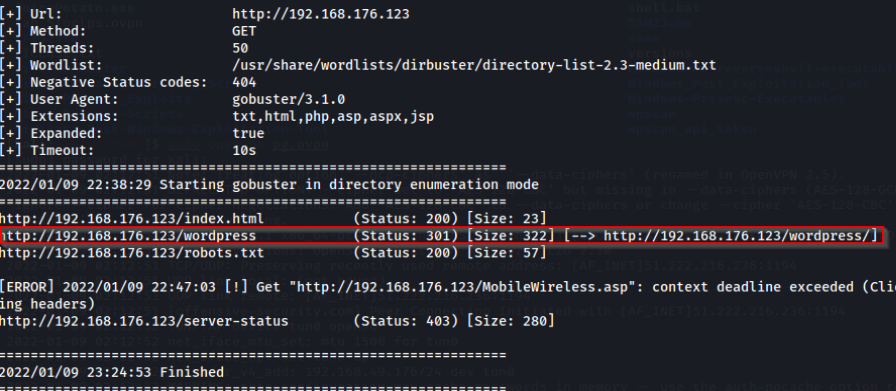 [+] Url: http://192.168.176.123
[+] Method: GET
[+] Threads: 50
[+] Wordlist: /usr/share/wordlists/dirbuster/directory-list-2.3-medium.txt
[+] Negative Status codes: 404
[+] User Agent: gobuster/3.1.0
[+] Extensions: txt,html,php,asp,aspx,jsp
[+] Expanded: true
[+] Timeout: 10s
===============================================================
2022/01/09 22:38:29 Starting gobuster in directory enumeration mode
===============================================================
http://192.168.176.123/index.html (Status: 200) [Size: 23]
http://192.168.176.123/wordpress (Status: 301) [Size: 322] [--> http://192.168.176.123/wordpress/]
http://192.168.176.123/robots.txt (Status: 200) [Size: 57]
[ERROR] 2022/01/09 22:47:03 [!] Get "http://192.168.176.123/MobileWireless.asp": context deadline exceeded (Clie
ing headers)
http://192.168.176.123/server-status (Status: 403) [Size: 280]
===============================================================
2022/01/09 23:24:53 Finished
===============================================================